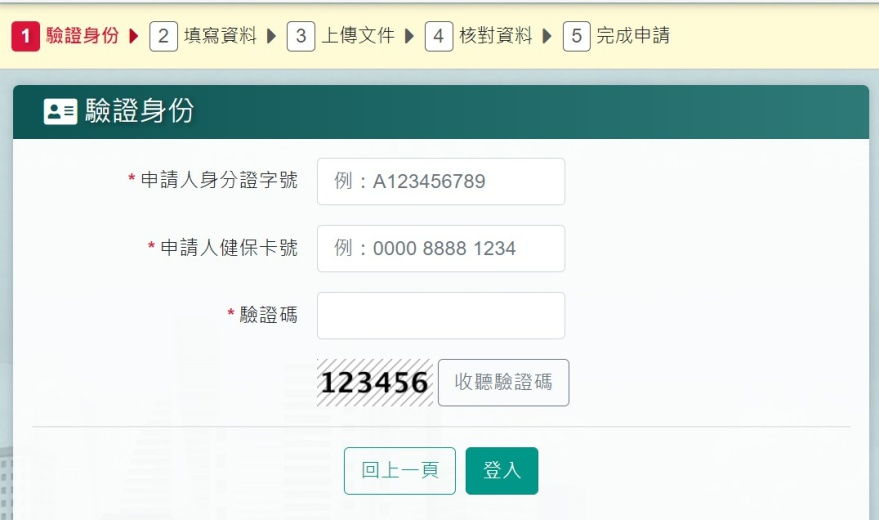 1 驗證身份 ▶ 2 填寫資料 ▶ 3 上傳文件 ▶ 4 核對資料 ▶ 5 完成申請
驗證身份
*申請人身分證字號 例：A123456789
*申請人健保卡號 例：0000 8888 1234
*驗證碼
123456 收聽驗證碼
回上一頁 登入